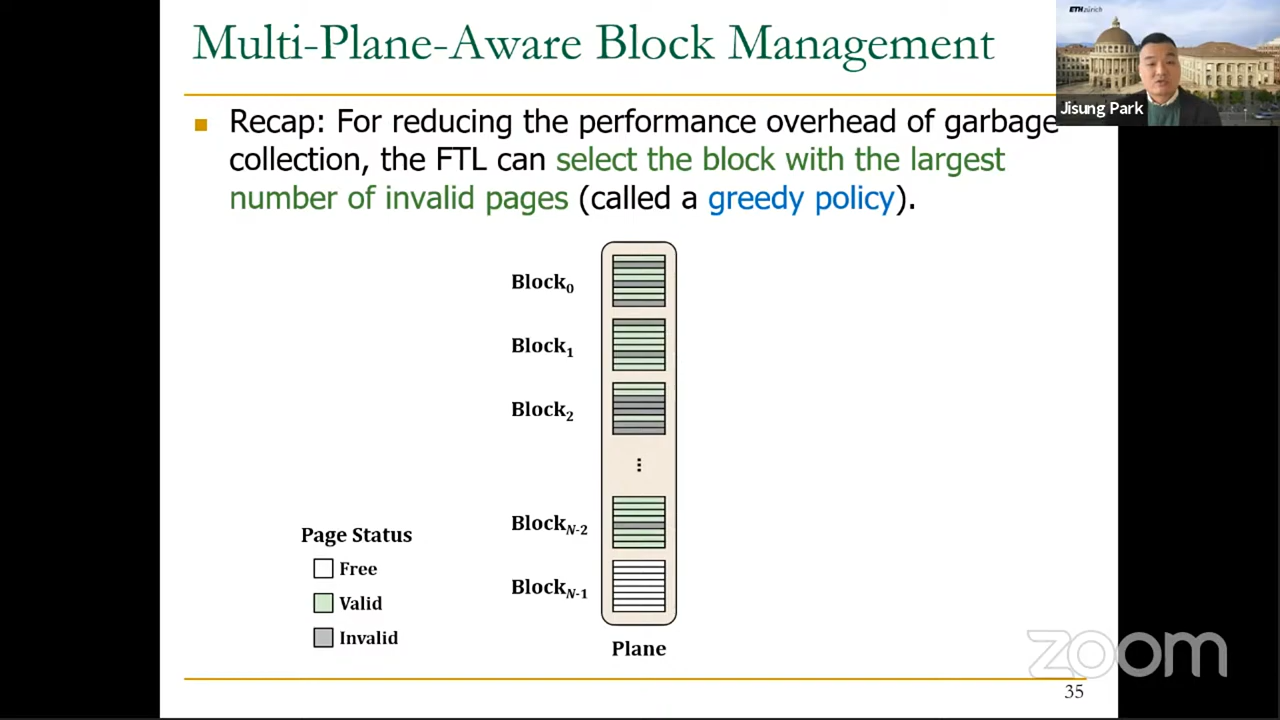 Multi-Plane-Aware Block Management
ETH zürich
Jisung Park
■ Recap: For reducing the performance overhead of garbage
collection, the FTL can select the block with the largest
number of invalid pages (called a greedy policy).
Block0
Block1
Block2
⋮
BlockN-2
BlockN-1
Page Status
Free
Valid
Invalid
Plane
zoom
35